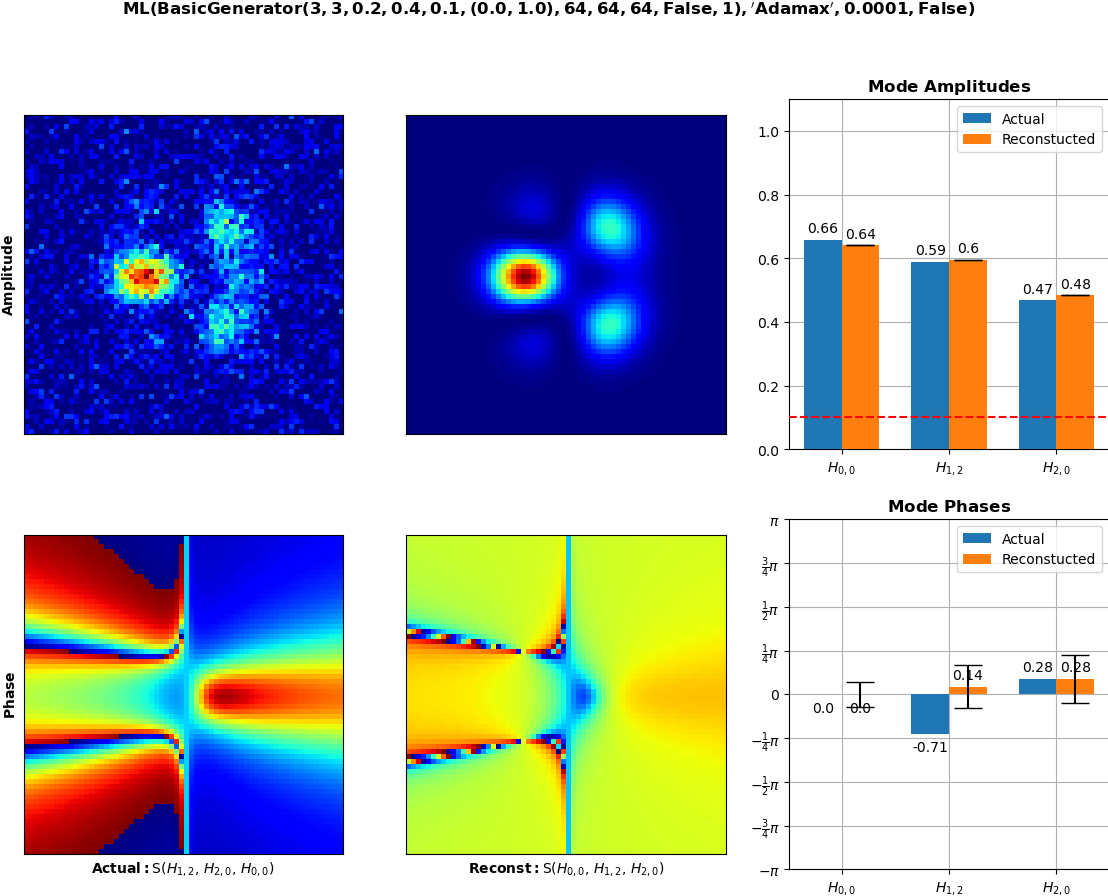 ML(BasicGenerator(3, 3, 0.2, 0.4, 0.1, (0.0, 1.0), 64, 64, 64, False, 1), ′Adamax′, 0.0001, False)
Amplitude
Mode Amplitudes
Actual
Reconstucted
1.0
0.8
0.6
0.4
0.2
0.0
0.66
0.64
0.59
0.6
0.47
0.48
H0,0
H1,2
H2,0
Phase
Actual: S(H1,2, H2,0, H0,0)
Reconst: S(H0,0, H1,2, H2,0)
Mode Phases
Actual
Reconstucted
π
3/4π
1/2π
1/4π
0
−1/4π
−1/2π
−3/4π
−π
0.0
0.0
-0.71
0.14
0.28
0.28
H0,0
H1,2
H2,0